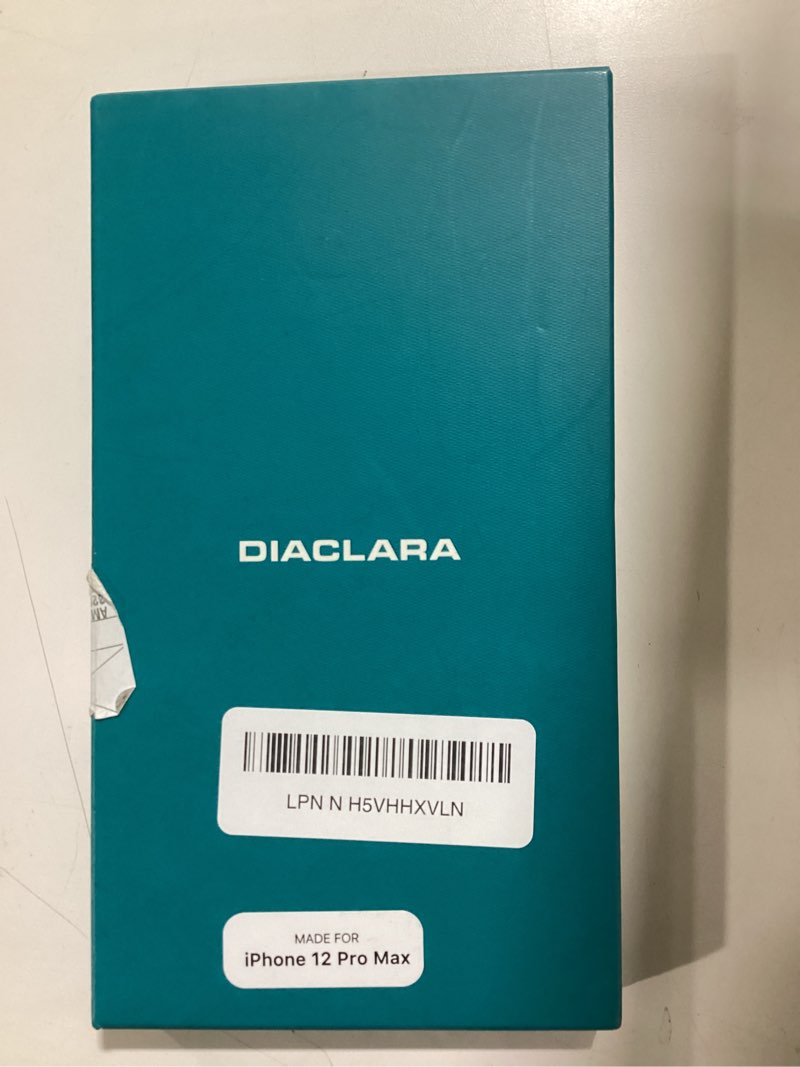 DIACLARA
LPN N H5VHHXVLN
MADE FOR
iPhone 12 Pro Max